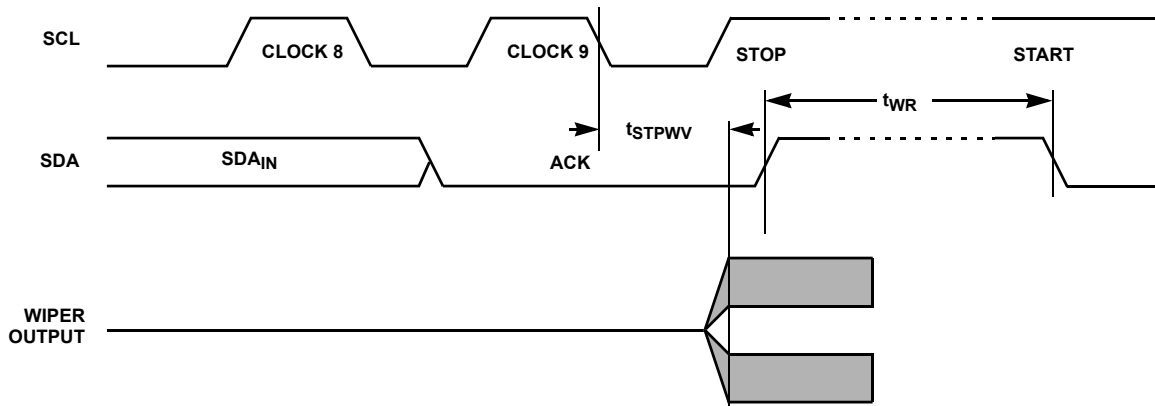 SCL
CLOCK 8
CLOCK 9
STOP
START
tWR
tSTPWV
SDA
SDAIN
ACK
WIPER
OUTPUT